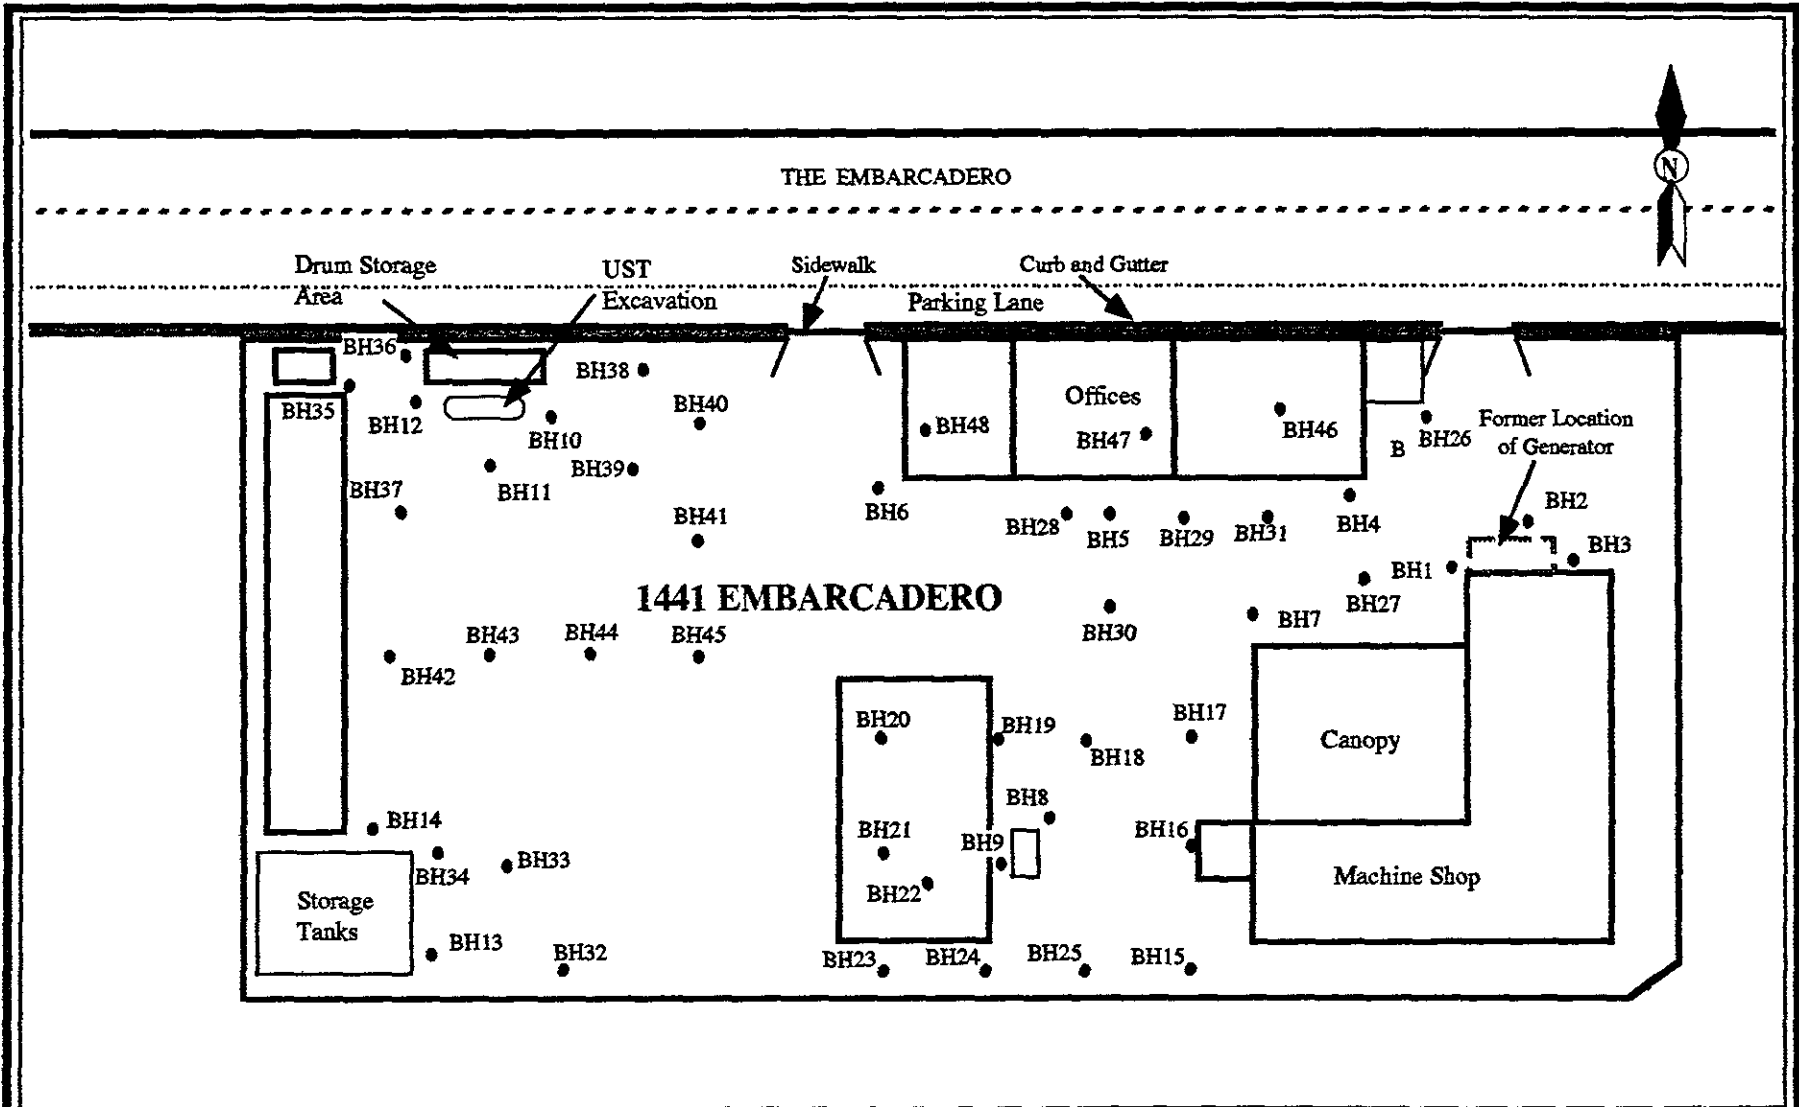 THE EMBARCADERO
N
Drum Storage
Area
UST
Excavation
Sidewalk
Curb and Gutter
Parking Lane
BH36
BH38
BH35
BH12
BH40
BH10
BH48
Offices
BH47
BH46
B
BH26
Former Location
of Generator
BH39
BH11
BH37
BH41
BH6
BH28
BH5
BH29
BH31
BH4
BH2
BH3
BH1
BH27
1441 EMBARCADERO
BH30
BH7
BH43
BH44
BH45
BH42
BH20
BH19
BH17
BH18
Canopy
BH8
BH14
BH21
BH9
BH16
BH33
BH34
BH22
Machine Shop
Storage
Tanks
BH13
BH32
BH23
BH24
BH25
BH15